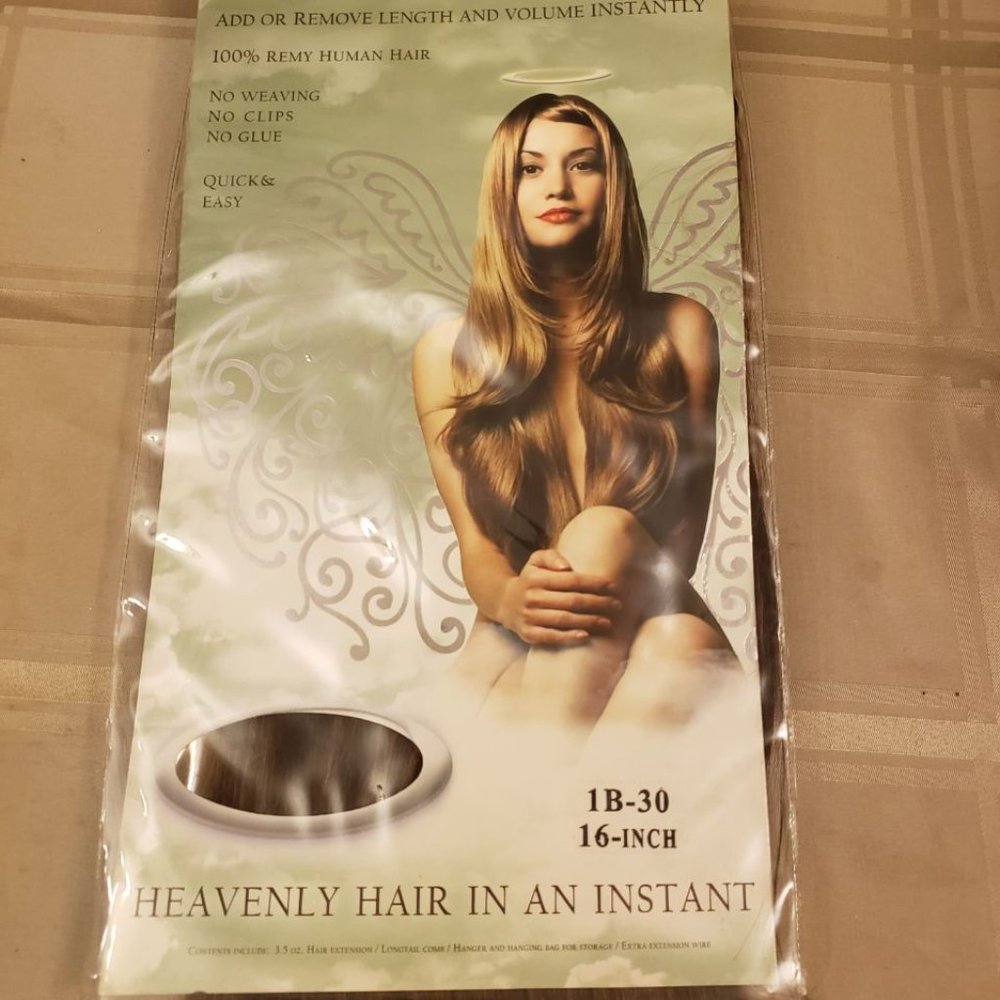 ADD OR REMOVE LENGTH AND VOLUME INSTANTLY
100% REMY HUMAN HAIR
NO WEAVING
NO CLIPS
NO GLUE
QUICK&
EASY
1B-30
16-INCH
HEAVENLY HAIR IN AN INSTANT
CONTENTS INCLUDE: 3.5 OZ. HAIR EXTENSION / LONGTAIL COMB / HANGER AND HANGING BAG FOR STORAGE / EXTRA EXTENSION WIRE